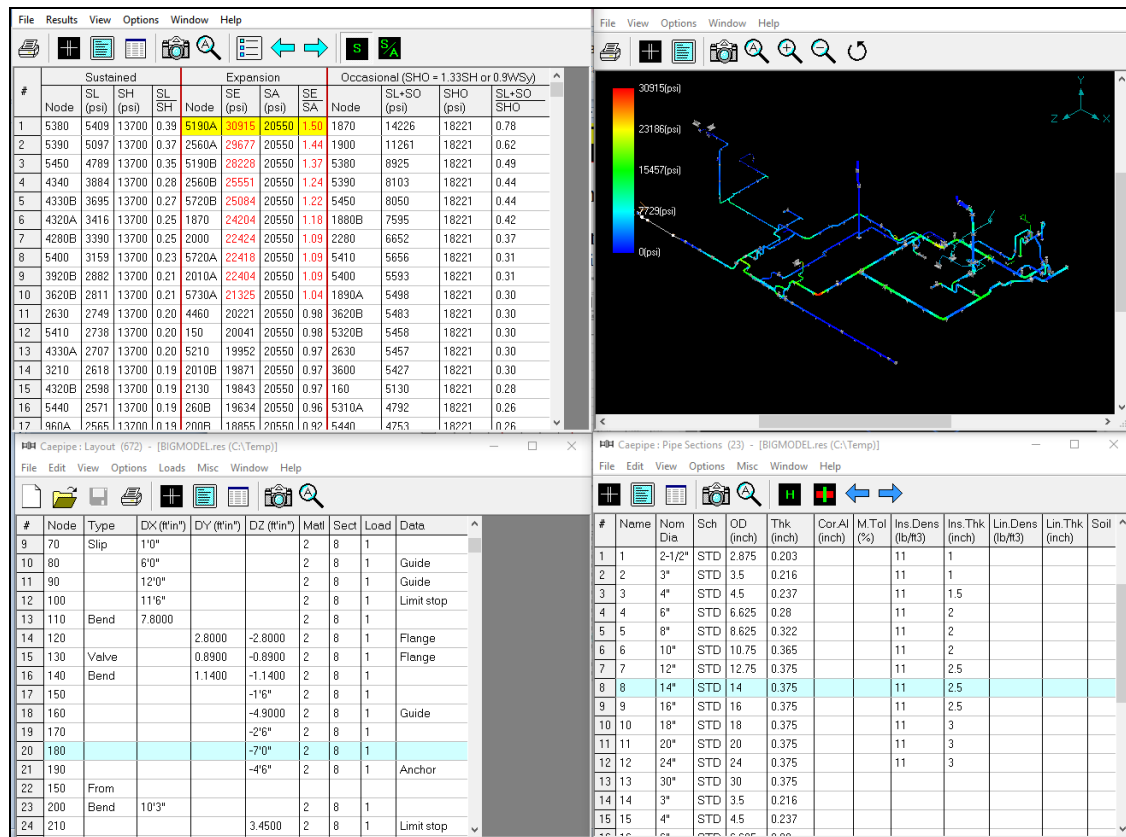 File Results View Options Window Help
S S/A
# Sustained Expansion Occasional (SHO = 1.33SH or 0.9WSy)
Node SL (psi) SH (psi) SL SH Node SE (psi) SA (psi) SE SA Node SL+SO (psi) SHO (psi) SL+SO SHO
1 5380 5409 13700 0.39 5190A 30915 20550 1.50 1870 14226 18221 0.78
2 5390 5097 13700 0.37 2560A 29677 20550 1.44 1900 11261 18221 0.62
3 5450 4789 13700 0.35 5190B 28228 20550 1.37 5380 8925 18221 0.49
4 4340 3884 13700 0.28 2560B 25551 20550 1.24 5390 8103 18221 0.44
5 4330B 3695 13700 0.27 5720B 25084 20550 1.22 5450 8050 18221 0.44
6 4320A 3416 13700 0.25 1870 24204 20550 1.18 1880B 7595 18221 0.42
7 4280B 3390 13700 0.25 2000 22424 20550 1.09 2280 6652 18221 0.37
8 5400 3159 13700 0.23 5720A 22418 20550 1.09 5410 5656 18221 0.31
9 3920B 2882 13700 0.21 2010A 22404 20550 1.09 5400 5593 18221 0.31
10 3620B 2811 13700 0.21 5730A 21325 20550 1.04 1890A 5498 18221 0.30
11 2630 2749 13700 0.20 4460 20221 20550 0.98 3620B 5483 18221 0.30
12 5410 2738 13700 0.20 150 20041 20550 0.98 5320B 5458 18221 0.30
13 4330A 2707 13700 0.20 5210 19952 20550 0.97 2630 5457 18221 0.30
14 3210 2618 13700 0.19 2010B 19871 20550 0.97 3600 5427 18221 0.30
15 4320B 2598 13700 0.19 2130 19843 20550 0.97 160 5130 18221 0.28
16 5440 2571 13700 0.19 260B 19634 20550 0.96 5310A 4792 18221 0.26
17 960A 2565 13700 0.19 200B 18855 20550 0.92 5440 4753 18221 0.26
File View Options Window Help
30915(psi)
23186(psi)
15457(psi)
7729(psi)
0(psi)
Y
Z X
Caepipe : Layout (672) - [BIGMODEL.res (C:\Temp)]
File Edit View Options Loads Misc Window Help
# Node Type DX (ft'in") DY (ft'in") DZ (ft'in") Matl Sect Load Data
9 70 Slip 1'0" 2 8 1
10 80 6'0" 2 8 1 Guide
11 90 12'0" 2 8 1 Guide
12 100 11'6" 2 8 1 Limit stop
13 110 Bend 7.8000 2 8 1
14 120 2.8000 -2.8000 2 8 1 Flange
15 130 Valve 0.8900 -0.8900 2 8 1 Flange
16 140 Bend 1.1400 -1.1400 2 8 1
17 150 -1'6" 2 8 1
18 160 -4.9000 2 8 1 Guide
19 170 -2'6" 2 8 1
20 180 -7'0" 2 8 1
21 190 -4'6" 2 8 1 Anchor
22 150 From
23 200 Bend 10'3" 2 8 1
24 210 3.4500 2 8 1 Limit stop
Caepipe : Pipe Sections (23) - [BIGMODEL.res (C:\Temp)]
File Edit View Options Misc Window Help
H
# Name Nom Dia Sch OD (inch) Thk (inch) Cor.Al (inch) M.Tol (%) Ins.Dens (lb/ft3) Ins.Thk (inch) Lin.Dens (lb/ft3) Lin.Thk (inch) Soil
1 1 2-1/2" STD 2.875 0.203 11 1
2 2 3" STD 3.5 0.216 11 1
3 3 4" STD 4.5 0.237 11 1.5
4 4 6" STD 6.625 0.28 11 2
5 5 8" STD 8.625 0.322 11 2
6 6 10" STD 10.75 0.365 11 2
7 7 12" STD 12.75 0.375 11 2.5
8 8 14" STD 14 0.375 11 2.5
9 9 16" STD 16 0.375 11 2.5
10 10 18" STD 18 0.375 11 3
11 11 20" STD 20 0.375 11 3
12 12 24" STD 24 0.375 11 3
13 13 30" STD 30 0.375
14 14 3" STD 3.5 0.216
15 15 4" STD 4.5 0.237